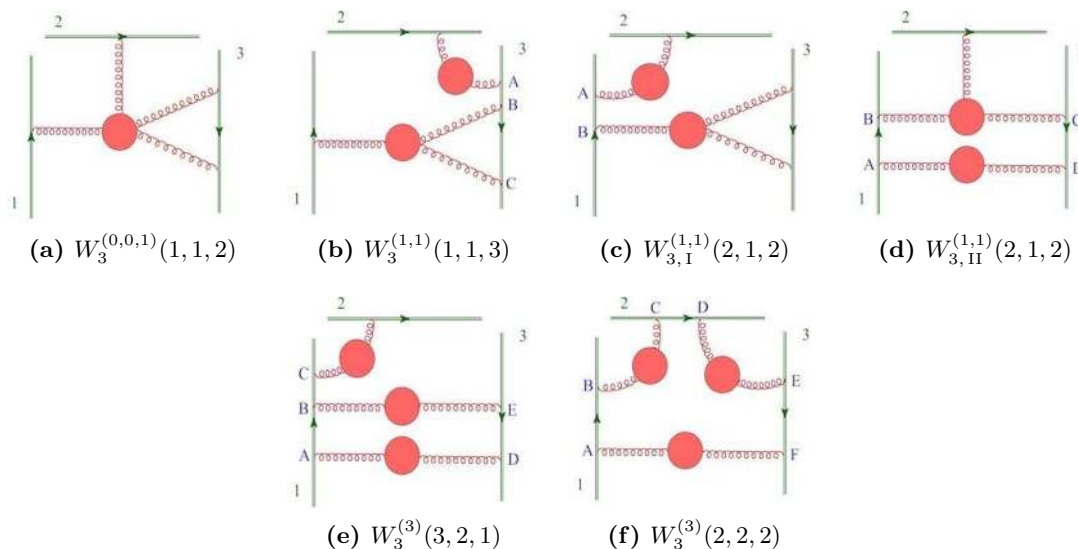 2
3
1
(a) W_3^{(0,0,1)}(1,1,2)
2
3
A
B
C
1
(b) W_3^{(1,1)}(1,1,3)
2
3
A
B
1
(c) W_{3, I}^{(1,1)}(2,1,2)
2
B
C
A
D
1
(d) W_{3, II}^{(1,1)}(2,1,2)
2
3
C
B
E
A
D
1
(e) W_3^{(3)}(3,2,1)
2
C
D
3
B
E
A
F
1
(f) W_3^{(3)}(2,2,2)